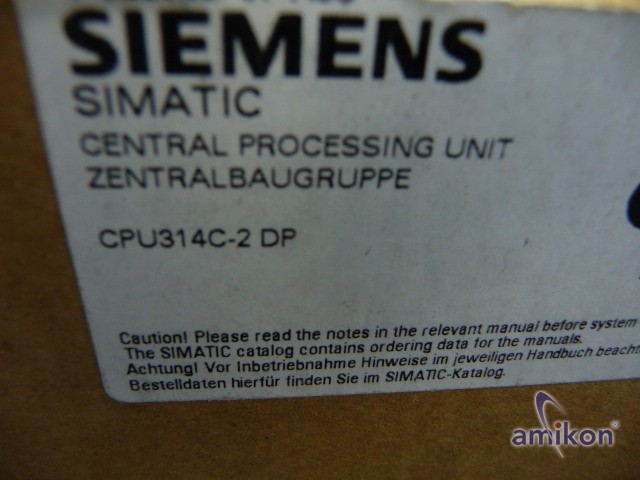 SIEMENS
SIMATIC
CENTRAL PROCESSING UNIT
ZENTRALBAUGRUPPE
CPU314C-2 DP
Caution! Please read the notes in the relevant manual before system
The SIMATIC catalog contains ordering data for the manuals.
Achtung! Vor Inbetriebnahme Hinweise im jeweiligen Handbuch beacht
Bestelldaten hierfür finden Sie im SIMATIC-Katalog.
amikon